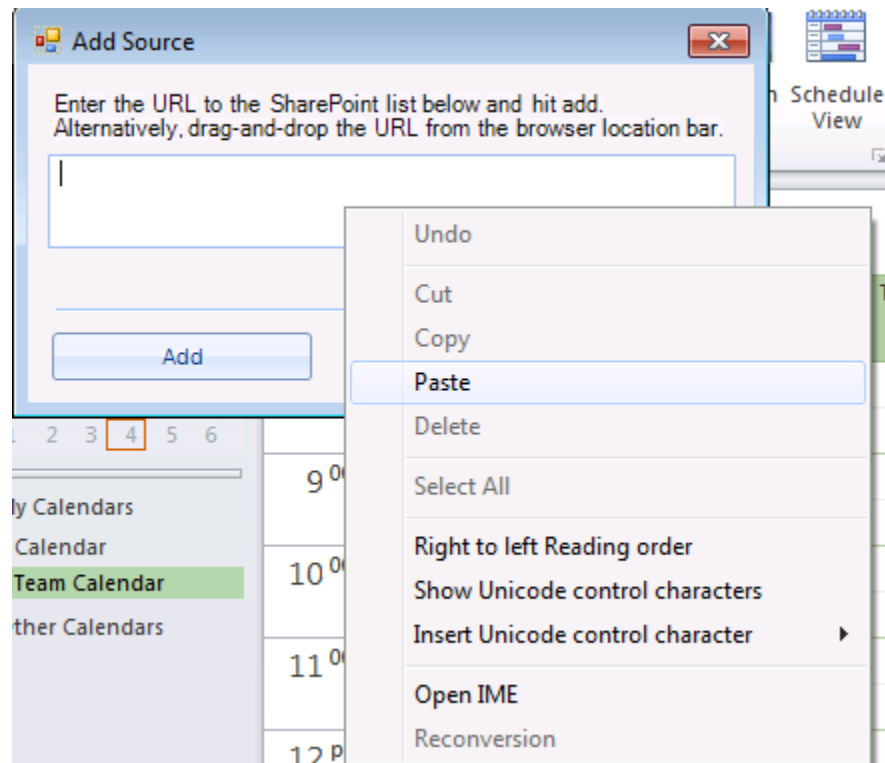 Add Source
Enter the URL to the SharePoint list below and hit add.
Alternatively, drag-and-drop the URL from the browser location bar.
Add
Schedule
View
Undo
Cut
Copy
Paste
Delete
Select All
Right to left Reading order
Show Unicode control characters
Insert Unicode control character
Open IME
Reconversion
2 3 4 5 6
Calendars
Calendar
Team Calendar
Calendars
9
10
11
12